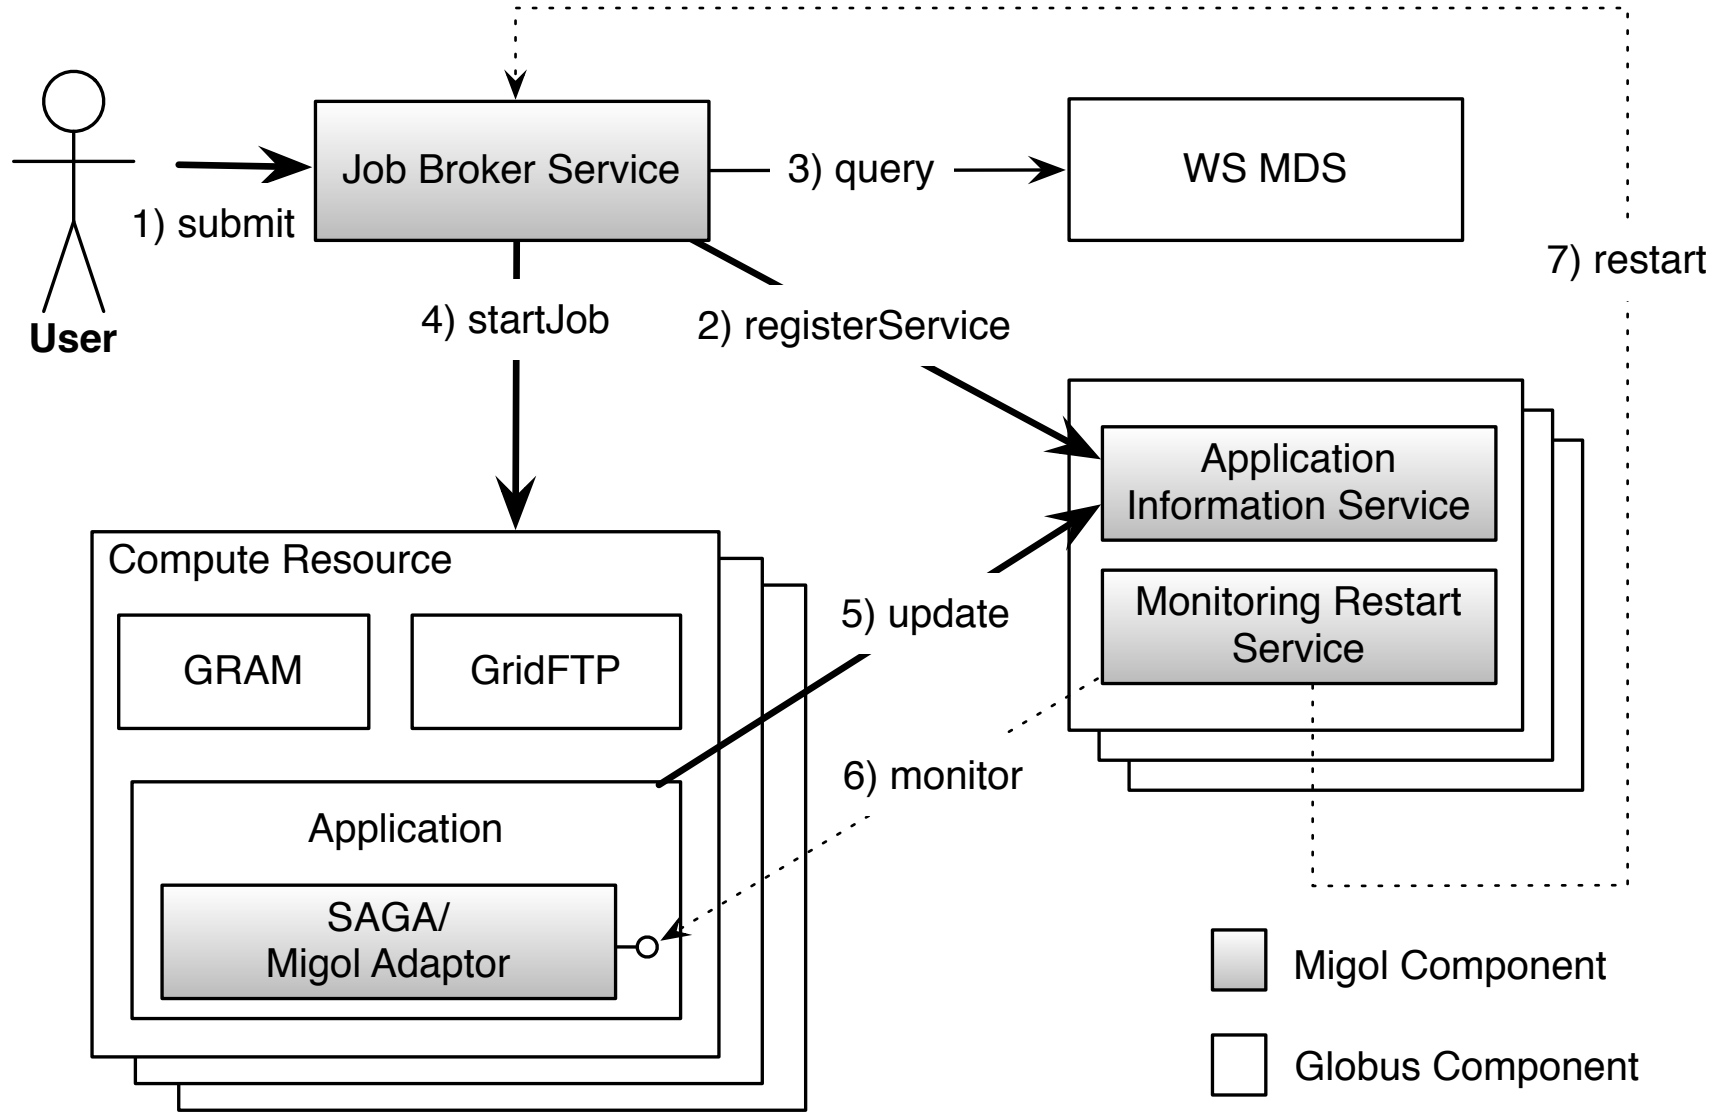 Job Broker Service
3) query
WS MDS
1) submit
7) restart
User
4) startJob
2) registerService
Application
Information Service
Compute Resource
5) update
Monitoring Restart
Service
GRAM
GridFTP
6) monitor
Application
SAGA/
Migol Adaptor
Migol Component
Globus Component